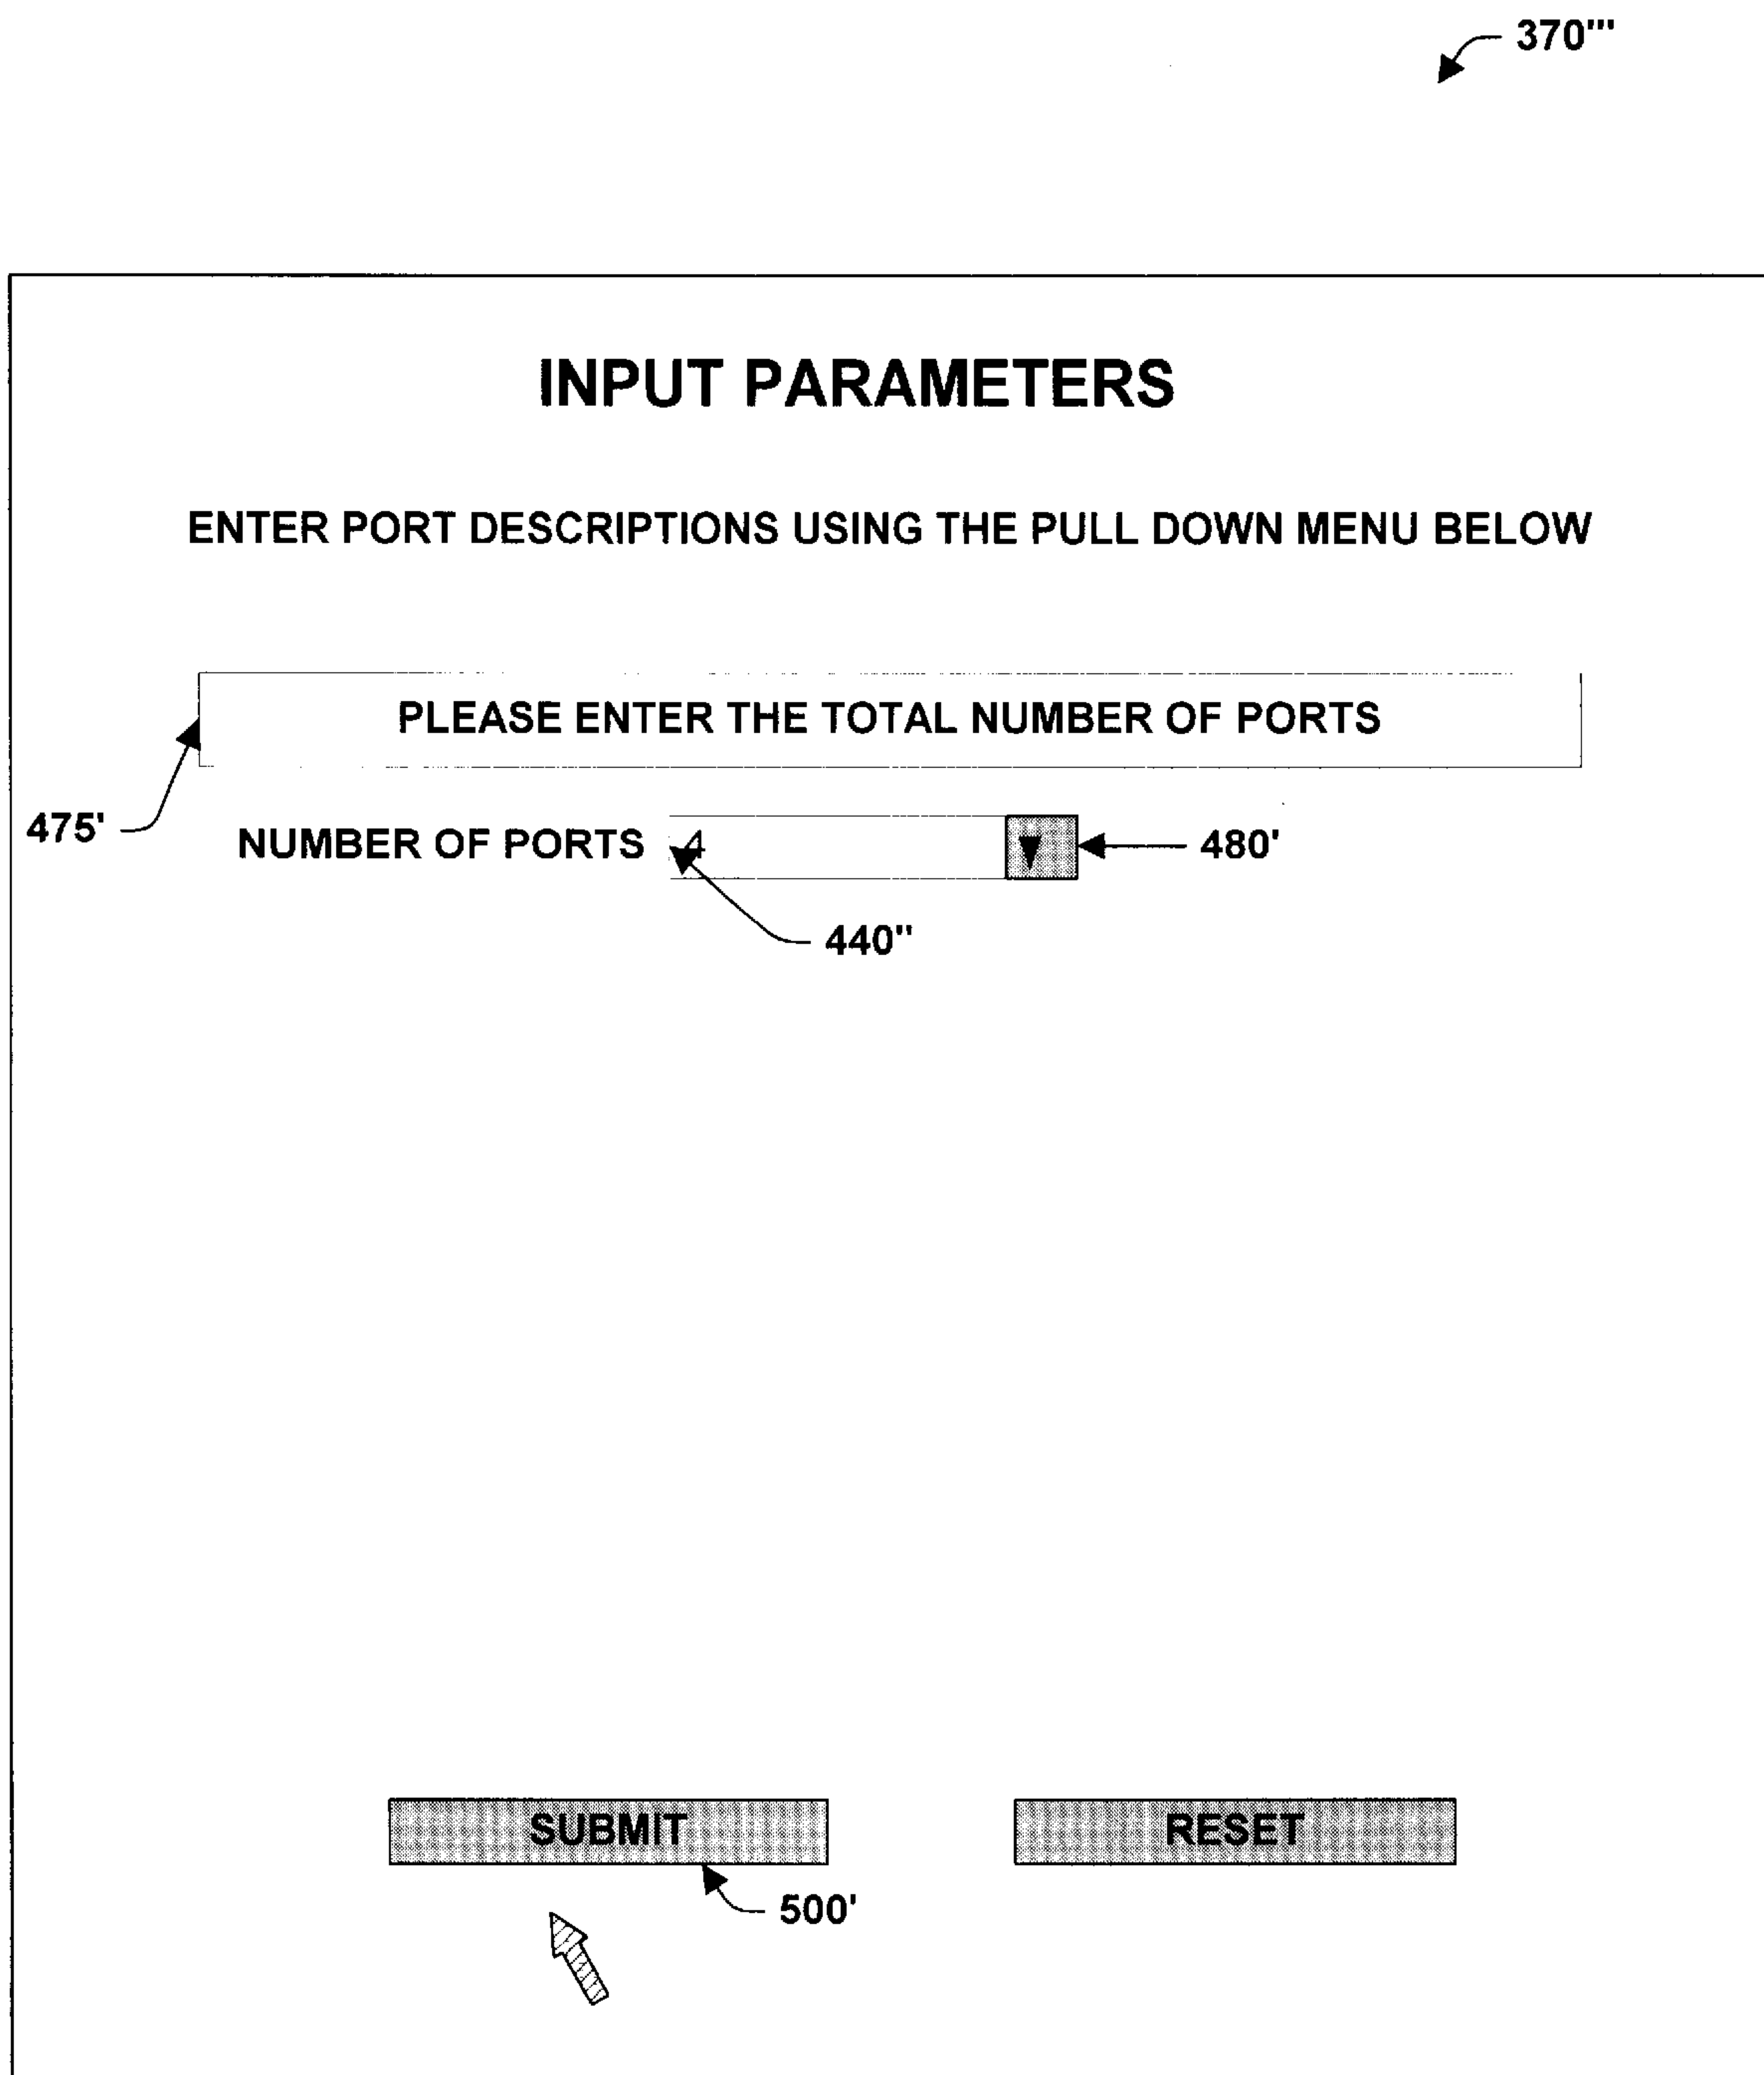 370'''
INPUT PARAMETERS
ENTER PORT DESCRIPTIONS USING THE PULL DOWN MENU BELOW
PLEASE ENTER THE TOTAL NUMBER OF PORTS
475'
NUMBER OF PORTS 4 480'
440''
SUBMIT RESET
500'